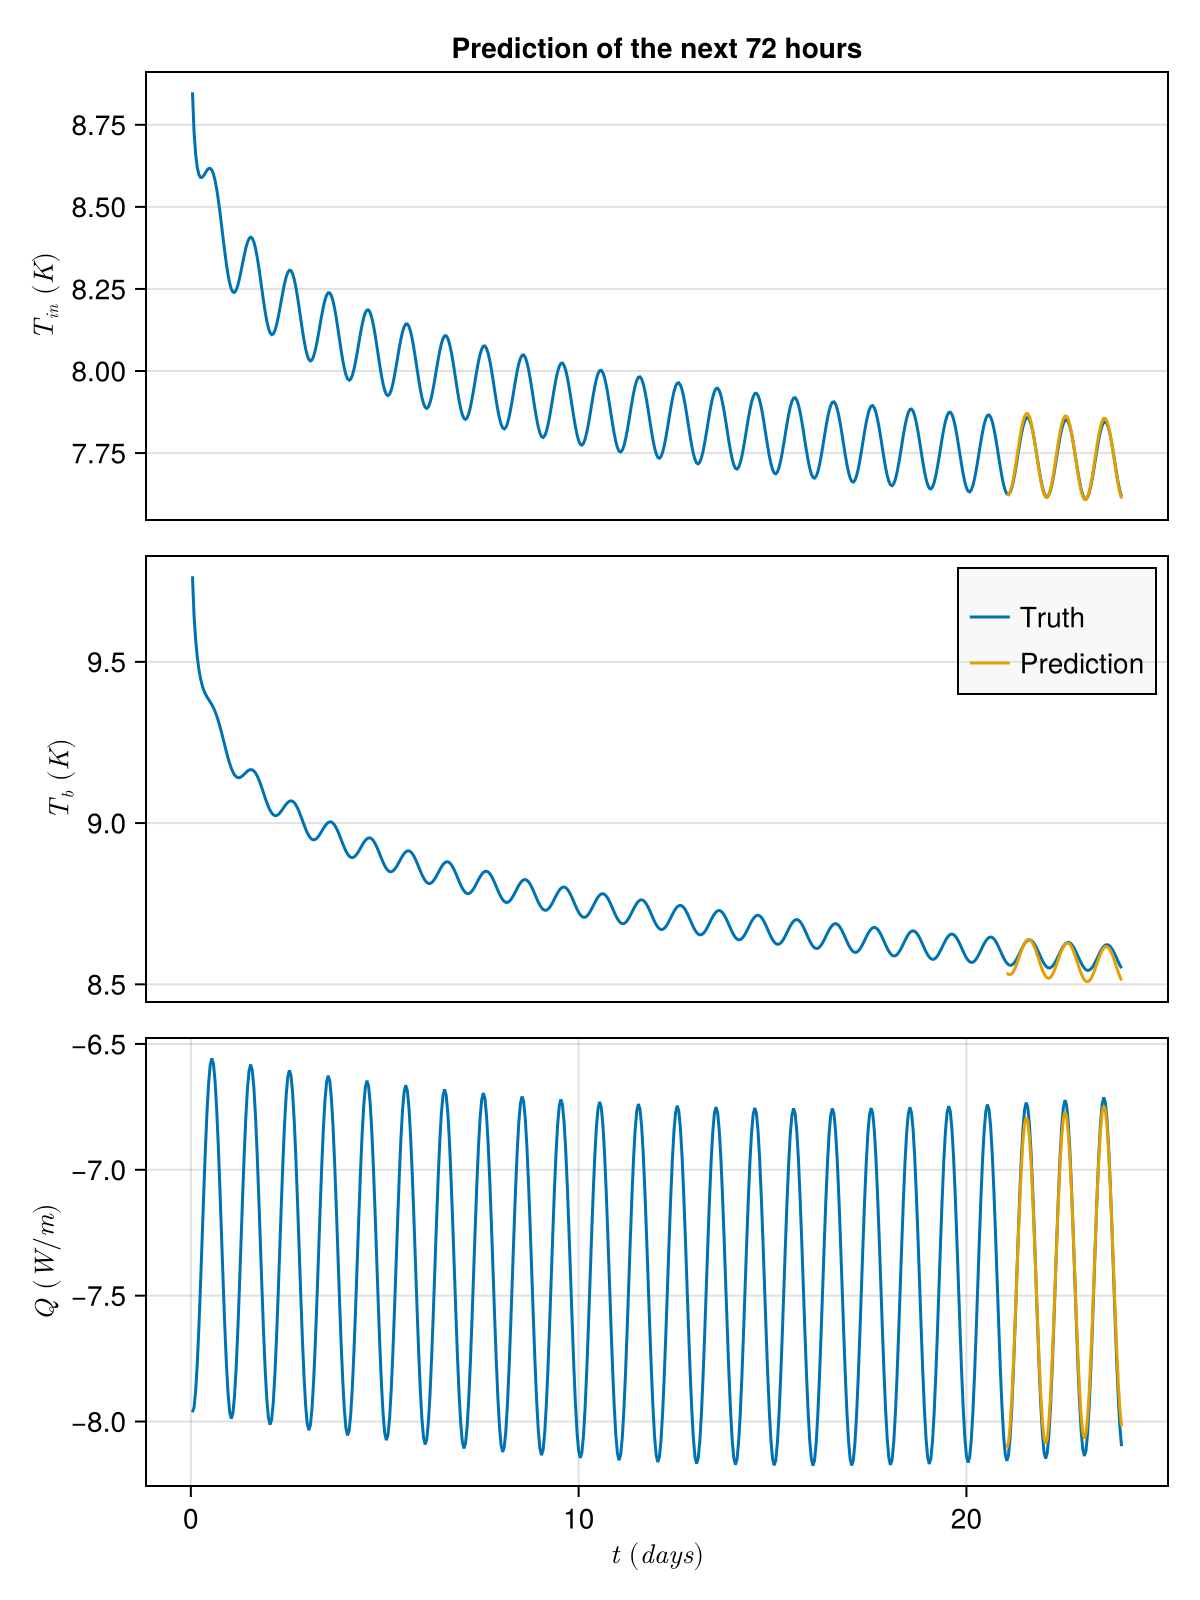 Prediction of the next 72 hours
8.75
8.50
8.25
8.00
7.75
T_in (K)
9.5
9.0
8.5
T_b (K)
Truth
Prediction
−6.5
−7.0
−7.5
−8.0
Q (W/m)
0 10 20
t (days)